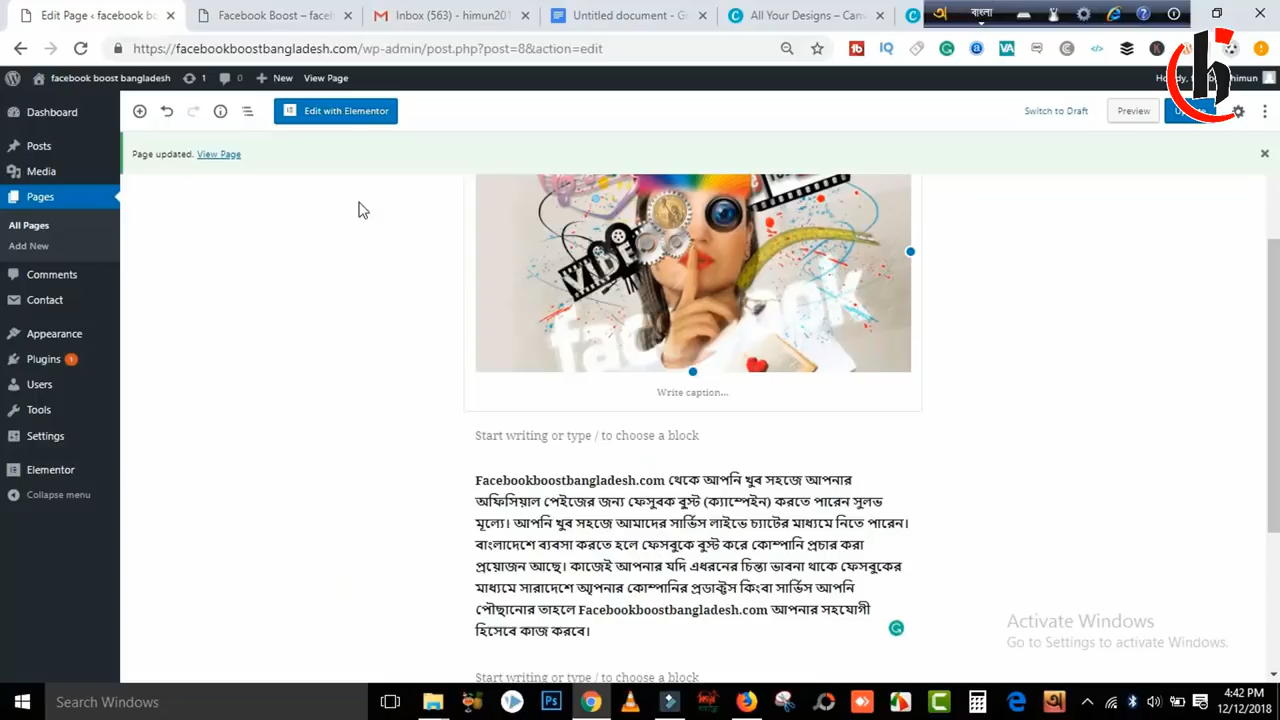 Edit Page ‹ facebook bo
Facebook Boost – face
Inbox (563) - himun201
Untitled document - G
All Your Designs – Canv
বাংলা
https://facebookboostbangladesh.com/wp-admin/post.php?post=8&action=edit
facebook boost bangladesh
1
0
New
View Page
Howdy,
himun
Dashboard
Posts
Media
Pages
All Pages
Add New
Comments
Contact
Appearance
Plugins 1
Users
Tools
Settings
Elementor
Collapse menu
Edit with Elementor
Switch to Draft
Preview
Page updated. View Page
VIDE
facebook
Write caption...
Start writing or type / to choose a block
Facebookboostbangladesh.com থেকে আপনি খুব সহজে আপনার
অফিসিয়াল পেইজের জন্য ফেসুবক বুস্ট (ক্যাম্পেইন) করতে পারেন সুলভ
মূল্যে। আপনি খুব সহজে আমাদের সার্ভিস লাইভে চ্যাটের মাধ্যমে নিতে পারেন।
বাংলাদেশে ব্যবসা করতে হলে ফেসবুকে বুস্ট করে কোম্পানি প্রচার করা
প্রয়োজন আছে। কাজেই আপনার যদি এধরনের চিন্তা ভাবনা থাকে ফেসবুকের
মাধ্যমে সারাদেশে আপনার কোম্পানির প্রডাক্টস কিংবা সার্ভিস আপনি
পৌছানোর তাহলে Facebookboostbangladesh.com আপনার সহযোগী
হিসেবে কাজ করবে।
Start writing or type / to choose a block
Activate Windows
Go to Settings to activate Windows.
Search Windows
4:42 PM
12/12/2018